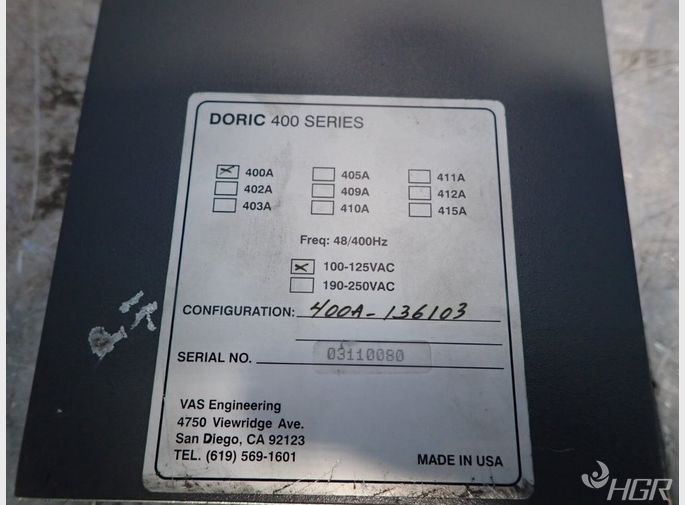 DORIC 400 SERIES
400A 405A 411A
402A 409A 412A
403A 410A 415A
Freq: 48/400Hz
100-125VAC
190-250VAC
CONFIGURATION: 400A-136103
SERIAL NO. 03110080
VAS Engineering
4750 Viewridge Ave.
San Diego, CA 92123
TEL. (619) 569-1601
MADE IN USA
HGR